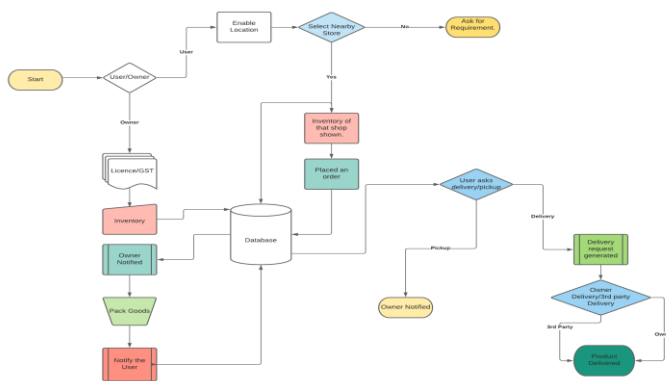 Enable
Location
Select Nearby
Store
No
Ask for
Requirement.
User
Start
User/Owner
Yes
Owner
Inventory of
that shop
shown.
Licence/GST
Placed an
order
User asks
delivery/pickup
Inventory
Delivery
Database
Owner
Notified
Pickup
Delivery
request
generated
Owner
Delivery/3rd party
Delivery
Pack Goods
Owner Notified
3rd Party
Notify the
User
Product
Delivered